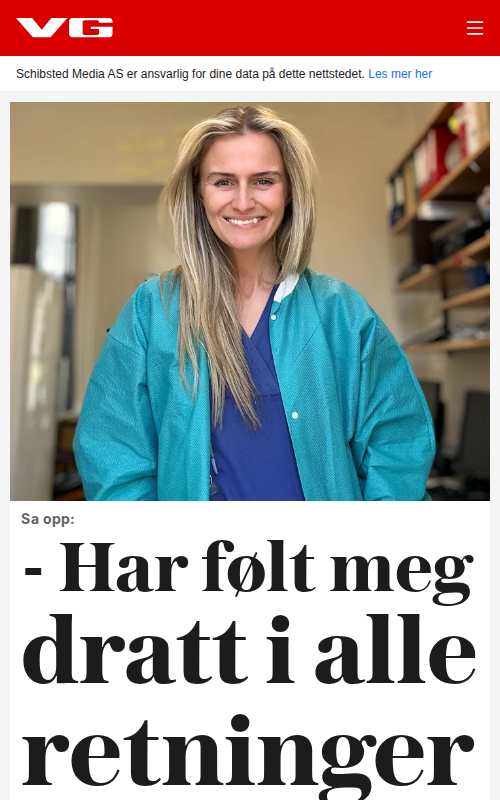 VG
Schibsted Media AS er ansvarlig for dine data på dette nettstedet. Les mer her
Sa opp:
- Har følt meg
dratt i alle
retninger